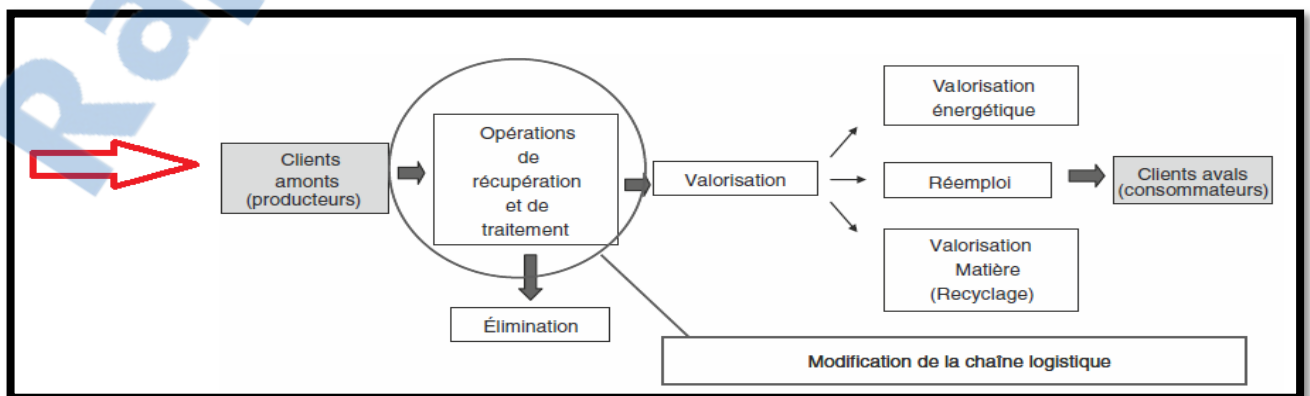 Ra
Clients
amonts
(producteurs)
Opérations
de
récupération
et de
traitement
Élimination
Valorisation
Valorisation
énergétique
Réemploi
Valorisation
Matière
(Recyclage)
Clients avals
(consommateurs)
Modification de la chaîne logistique